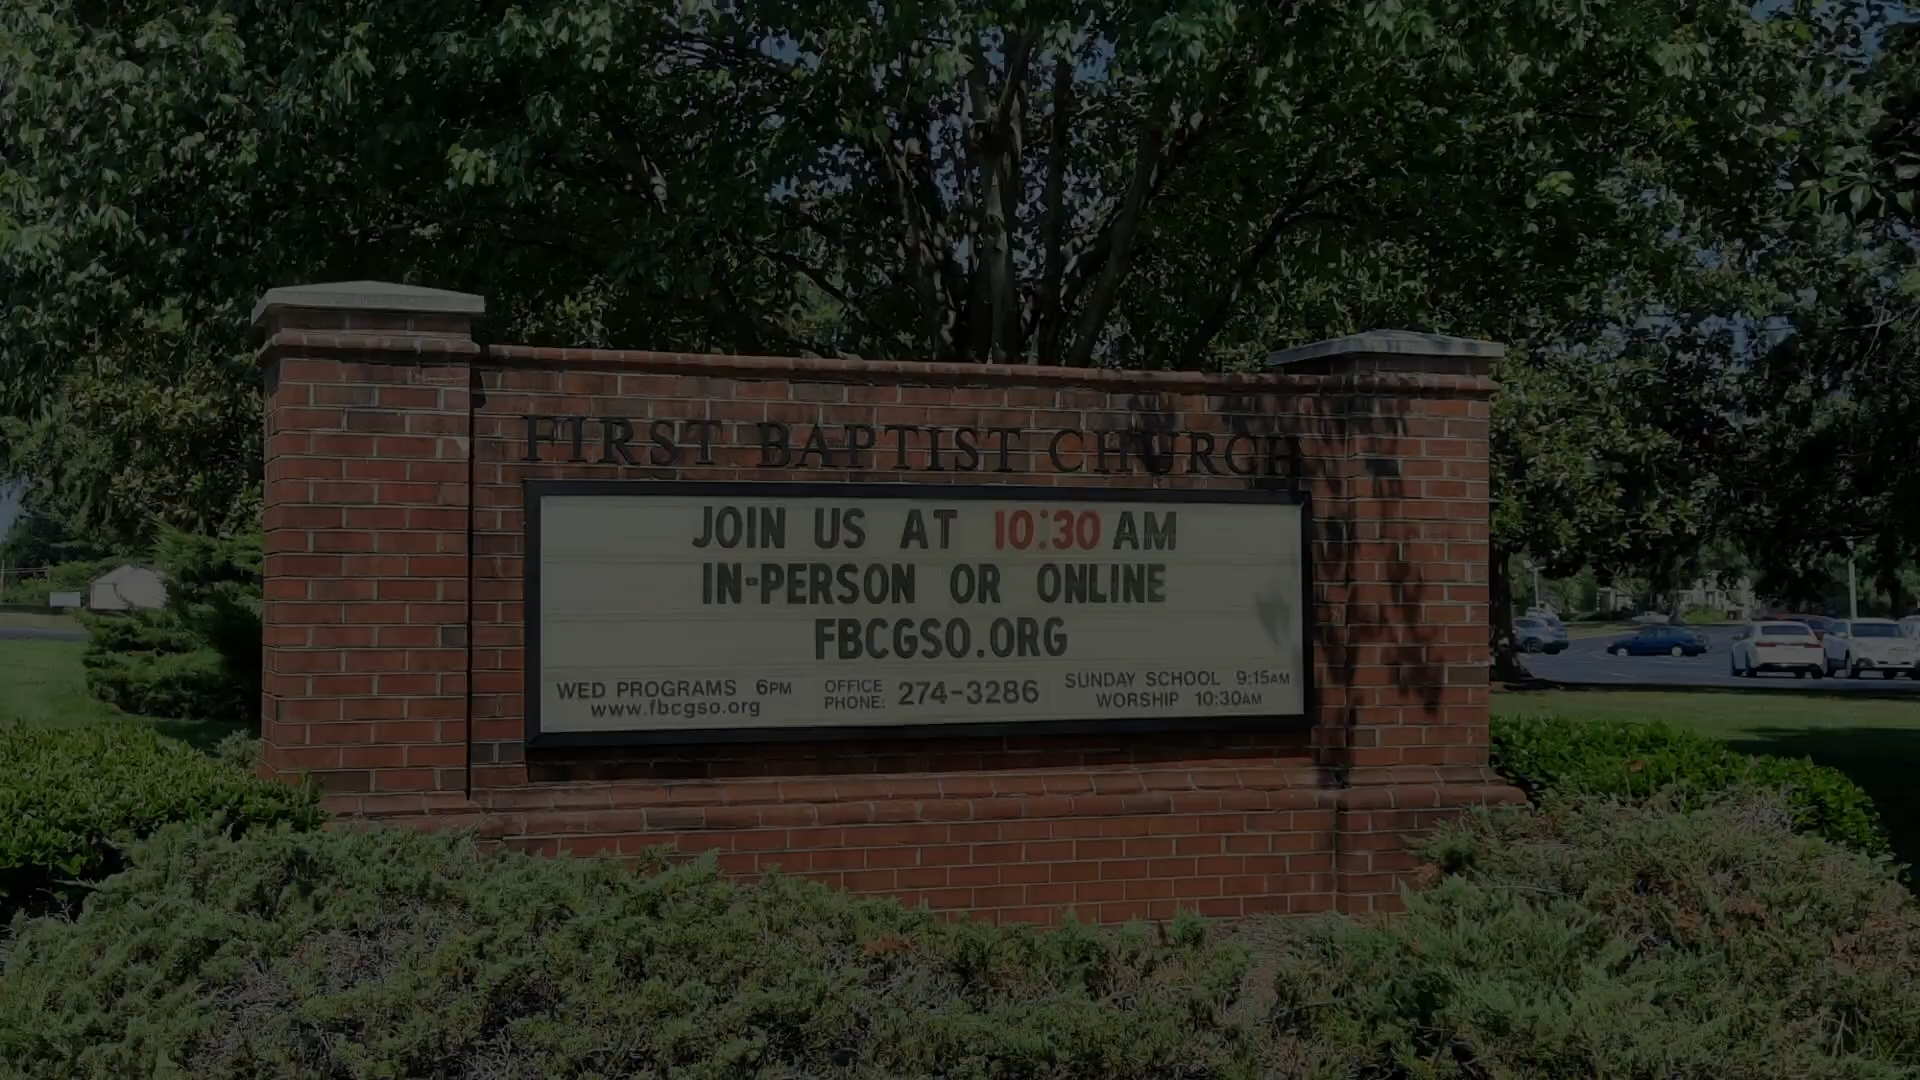 FIRST BAPTIST CHURCH
JOIN US AT 10:30 AM
IN-PERSON OR ONLINE
FBCGSO.ORG
WED PROGRAMS 6PM
www.fbcgso.org
OFFICE
PHONE: 274-3286
SUNDAY SCHOOL 9:15AM
WORSHIP 10:30AM